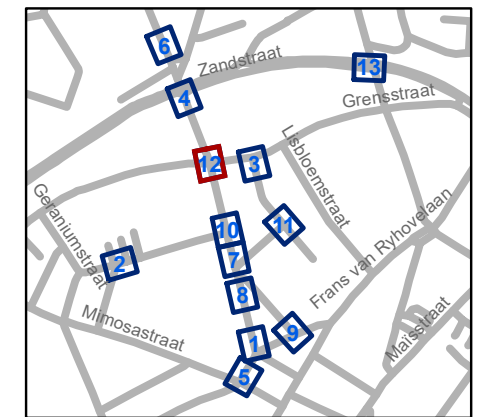 6
Zandstraat
13
4
Grensstraat
Lisbloemstraat
12
3
Geraniumstraat
Frans van Ryhovelaan
11
10
7
2
8
Mimosastraat
Maïsstraat
9
1
5